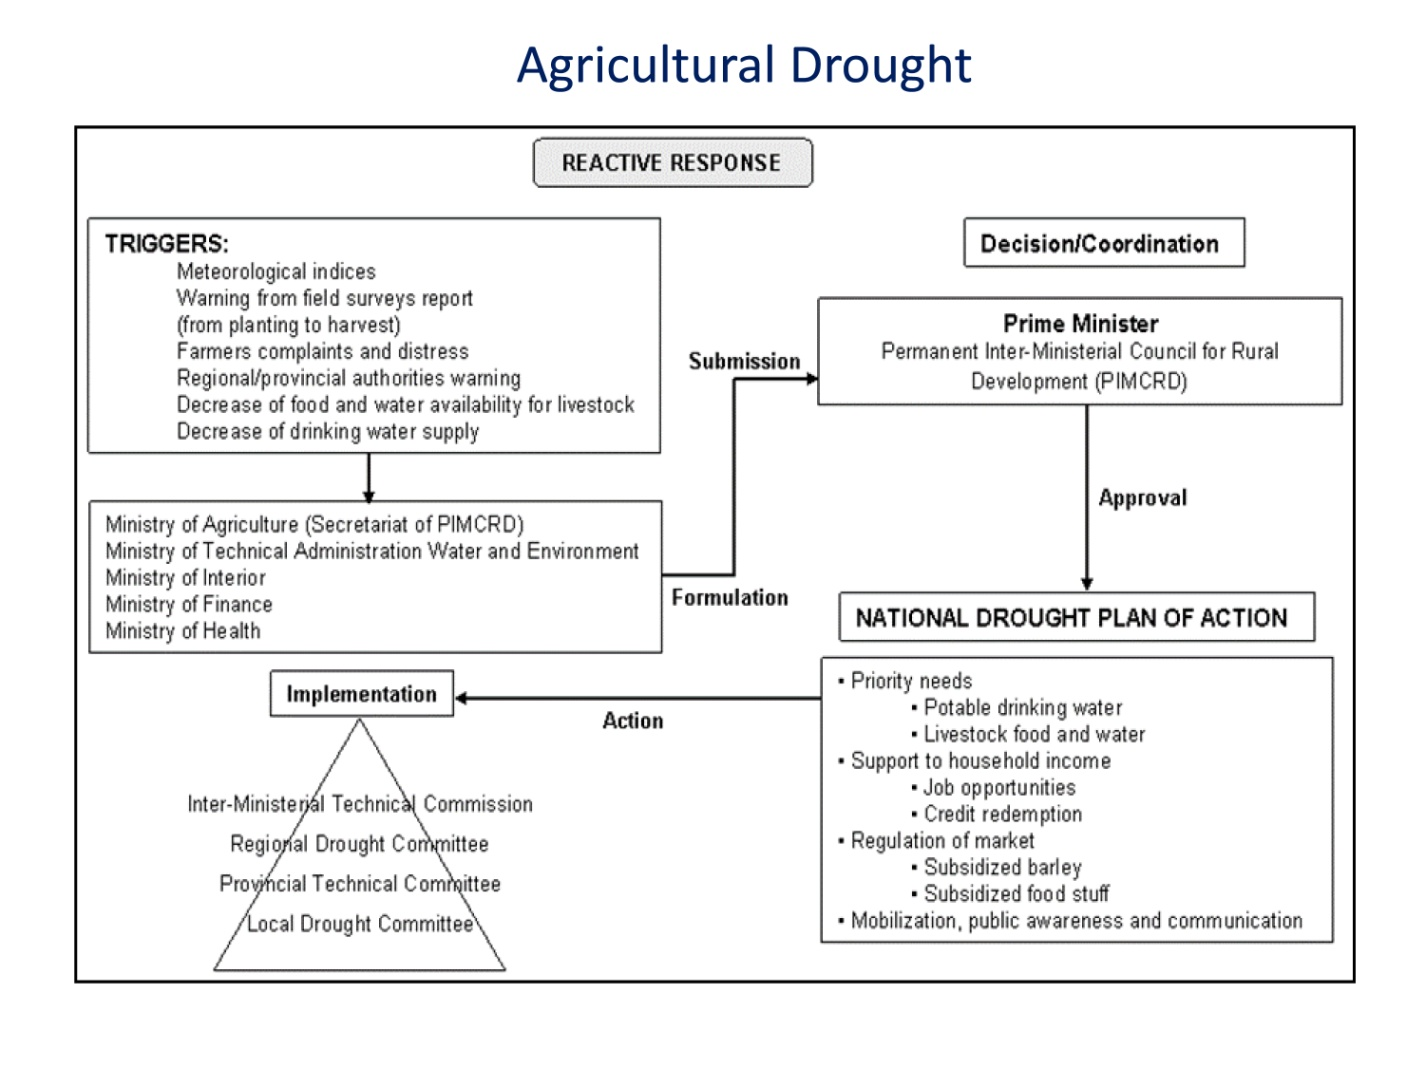 Agricultural Drought
REACTIVE RESPONSE
TRIGGERS:
Meteorological indices
Warning from field surveys report
(from planting to harvest)
Farmers complaints and distress
Regional/provincial authorities warning
Decrease of food and water availability for livestock
Decrease of drinking water supply
Ministry of Agriculture (Secretariat of PIMCRD)
Ministry of Technical Administration Water and Environment
Ministry of Interior
Ministry of Finance
Ministry of Health
Formulation
Submission
Decision/Coordination
Prime Minister
Permanent Inter-Ministerial Council for Rural
Development (PIMCRD)
Approval
NATIONAL DROUGHT PLAN OF ACTION
▪ Priority needs
▪ Potable drinking water
▪ Livestock food and water
▪ Support to household income
▪ Job opportunities
▪ Credit redemption
▪ Regulation of market
▪ Subsidized barley
▪ Subsidized food stuff
▪ Mobilization, public awareness and communication
Action
Implementation
Inter-Ministerial Technical Commission
Regional Drought Committee
Provincial Technical Committee
Local Drought Committee